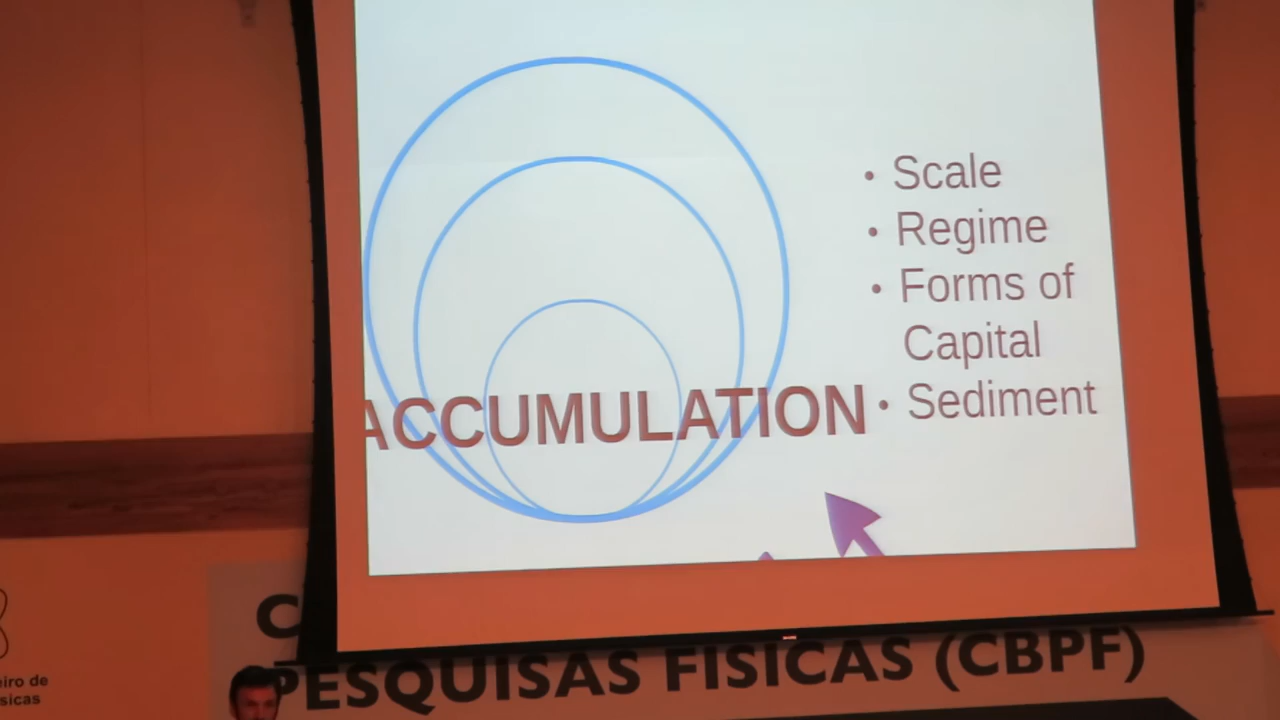 • Scale
• Regime
• Forms of
Capital
ACCUMULATION
• Sediment
PESQUISAS FISICAS (CBPF)